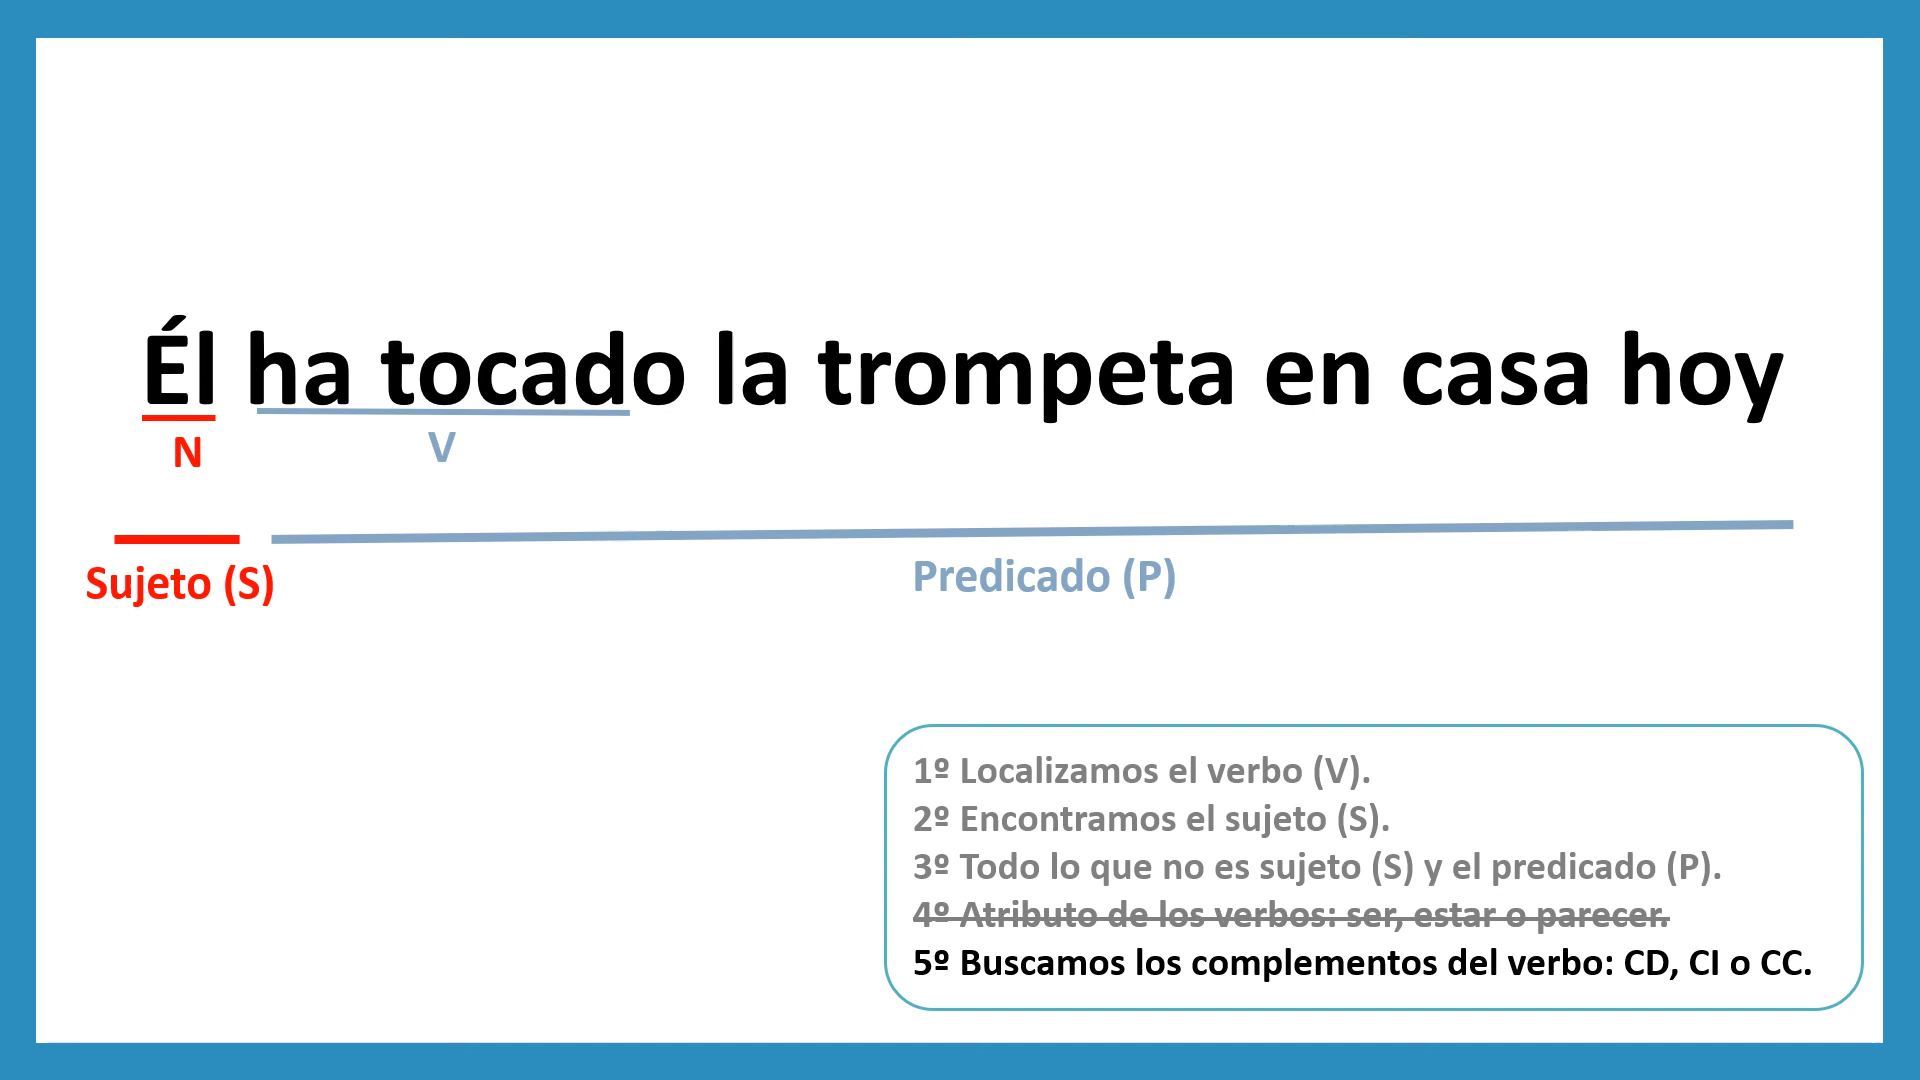 Él ha tocado la trompeta en casa hoy
N
V
Sujeto (S)
Predicado (P)
1º Localizamos el verbo (V).
2º Encontramos el sujeto (S).
3º Todo lo que no es sujeto (S) y el predicado (P).
4º Atributo de los verbos: ser, estar o parecer.
5º Buscamos los complementos del verbo: CD, CI o CC.